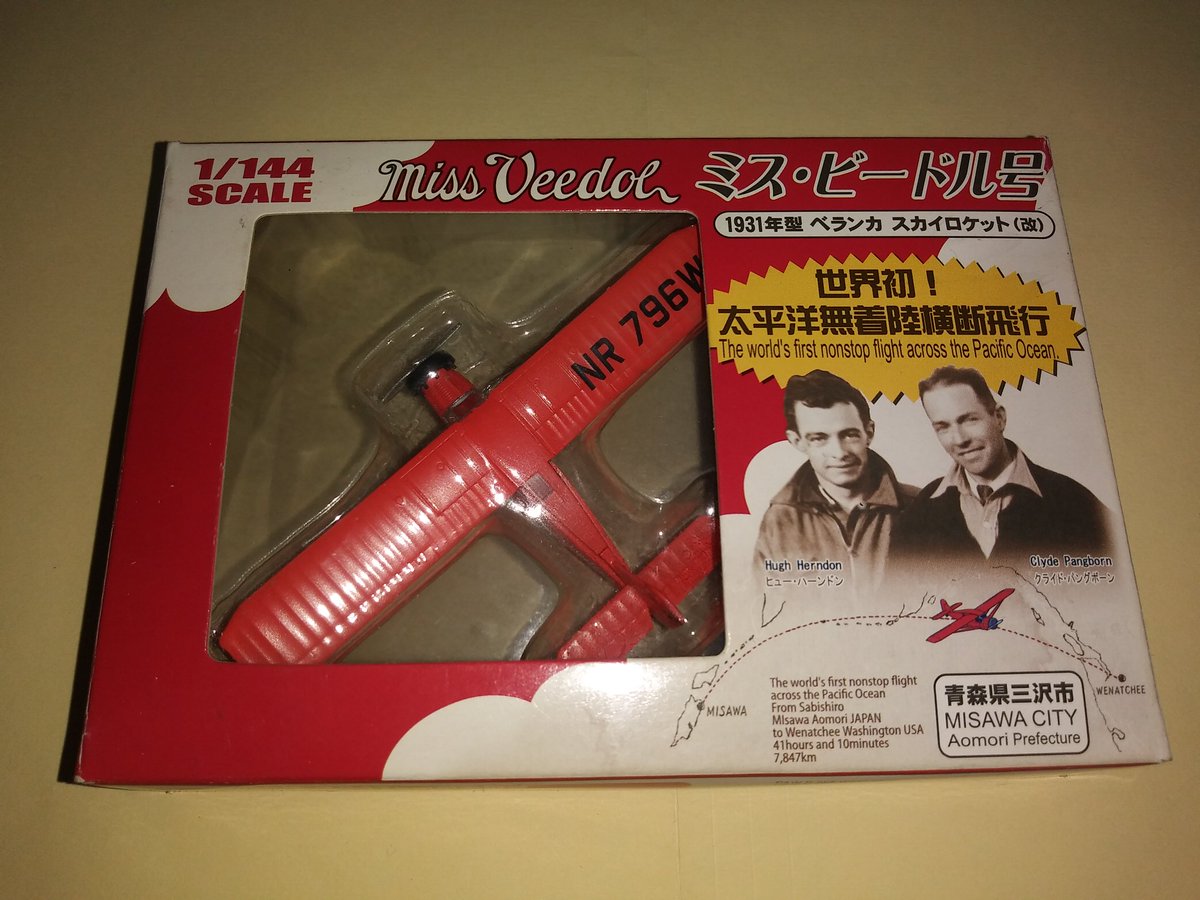 1/144
SCALE
Miss Veedol
ミス・ビードル号
1931年型 ベランカ スカイロケット(改)
世界初!
太平洋無着陸横断飛行
The world's first nonstop flight across the Pacific Ocean.
NR 796W
Hugh Herndon
ヒュー・ハーンドン
Clyde Pangborn
クライド・パングボーン
MISAWA
WENATCHEE
The world's first nonstop flight
across the Pacific Ocean
From Sabishiro
MIsawa Aomori JAPAN
to Wenatchee Washington USA
41hours and 10minutes
7,847km
青森県三沢市
MISAWA CITY
Aomori Prefecture